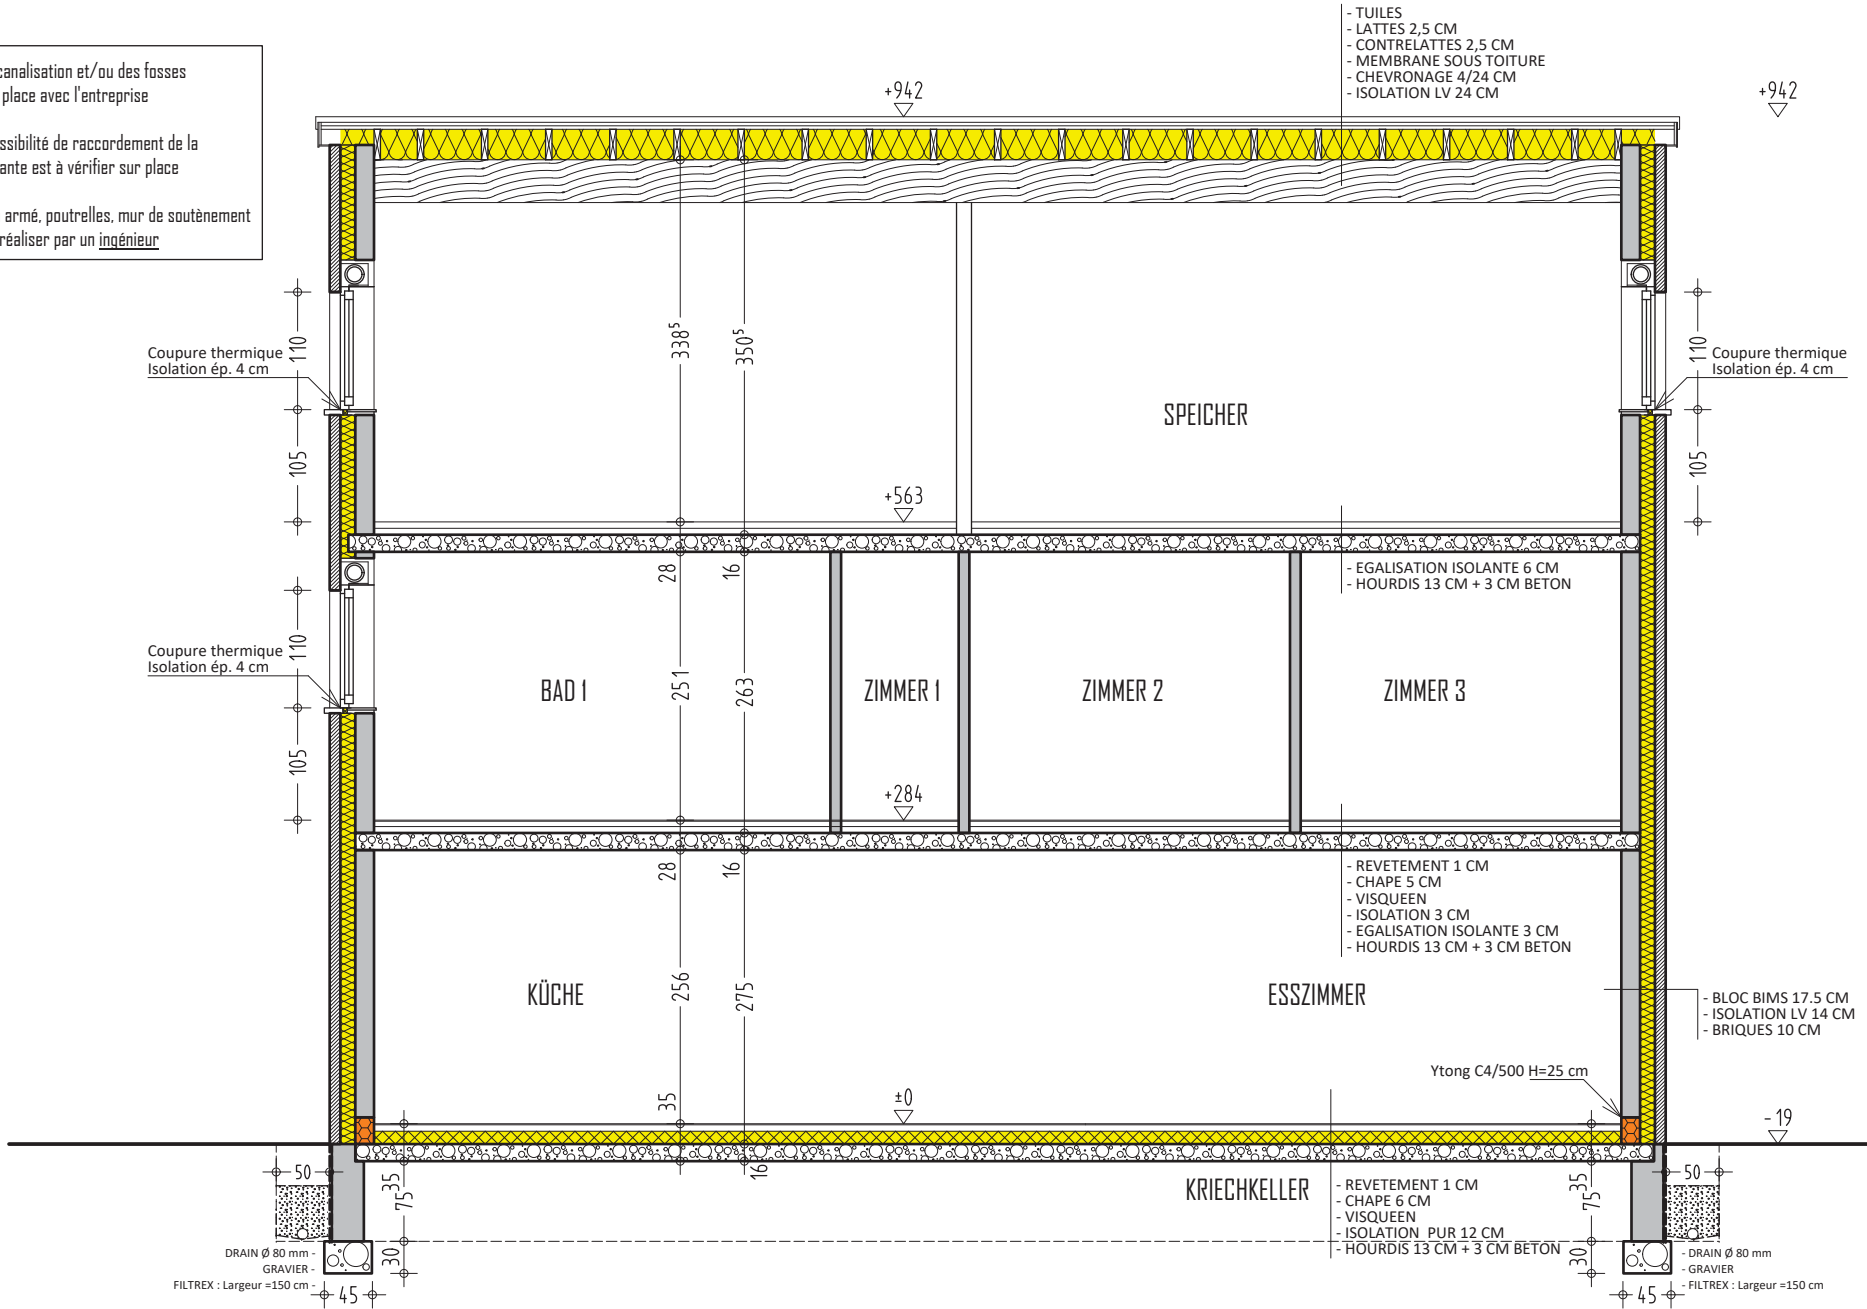 canalisation et/ou des fosses
place avec l'entreprise
ssibilité de raccordement de la
ante est à vérifier sur place
armé, poutrelles, mur de soutènement
réaliser par un ingénieur
- TUILES
- LATTES 2,5 CM
- CONTRELATTES 2,5 CM
- MEMBRANE SOUS TOITURE
- CHEVRONAGE 4/24 CM
- ISOLATION LV 24 CM
+942
+942
110
Coupure thermique
Isolation ép. 4 cm
105
338⁵
350⁵
SPEICHER
110
Coupure thermique
Isolation ép. 4 cm
105
+563
28
16
- EGALISATION ISOLANTE 6 CM
- HOURDIS 13 CM + 3 CM BETON
110
Coupure thermique
Isolation ép. 4 cm
105
BAD 1
251
263
ZIMMER 1
ZIMMER 2
ZIMMER 3
+284
28
16
- REVETEMENT 1 CM
- CHAPE 5 CM
- VISQUEEN
- ISOLATION 3 CM
- EGALISATION ISOLANTE 3 CM
- HOURDIS 13 CM + 3 CM BETON
KÜCHE
256
275
ESSZIMMER
- BLOC BIMS 17.5 CM
- ISOLATION LV 14 CM
- BRIQUES 10 CM
Ytong C4/500 H=25 cm
35
±0
- 19
16
50
35
75
30
KRIECHKELLER
- REVETEMENT 1 CM
- CHAPE 6 CM
- VISQUEEN
- ISOLATION PUR 12 CM
- HOURDIS 13 CM + 3 CM BETON
35
75
30
50
DRAIN Ø 80 mm -
GRAVIER -
FILTREX : Largeur =150 cm -
45
- DRAIN Ø 80 mm
- GRAVIER
- FILTREX : Largeur =150 cm
45